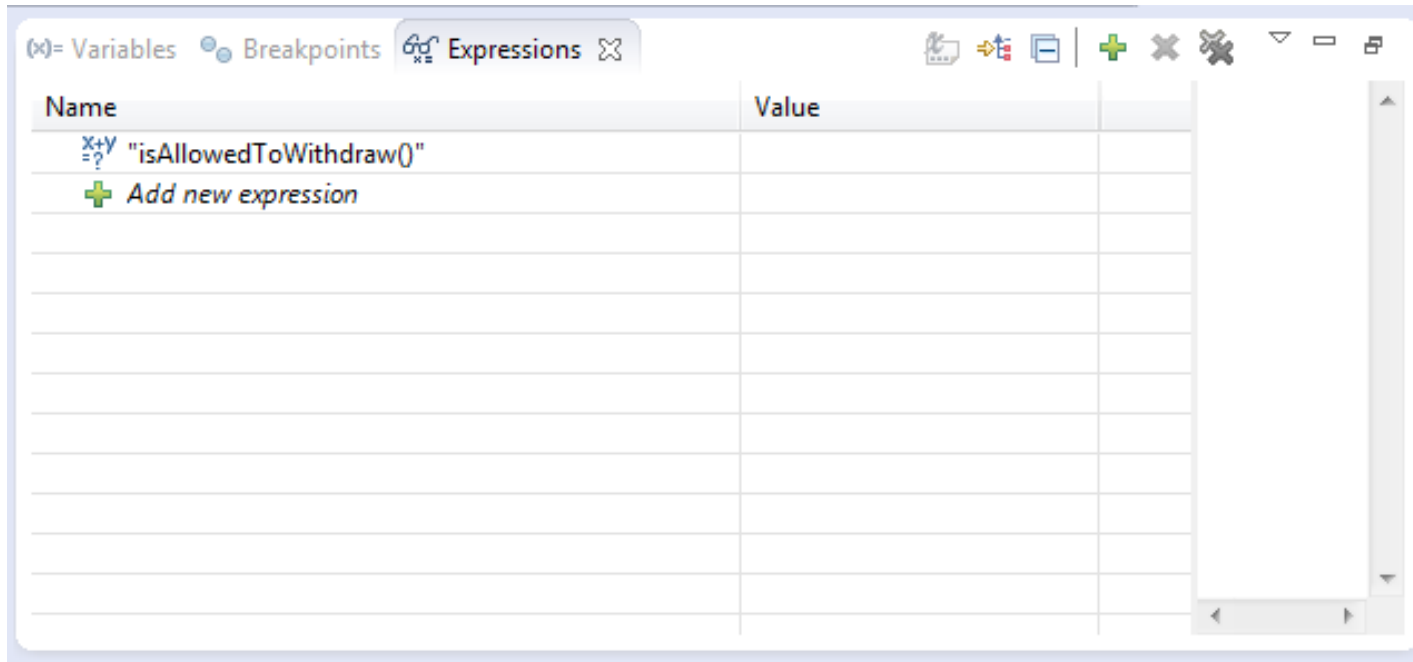 (x)= Variables Breakpoints Expressions
Name Value
x+y=? "isAllowedToWithdraw()"
Add new expression